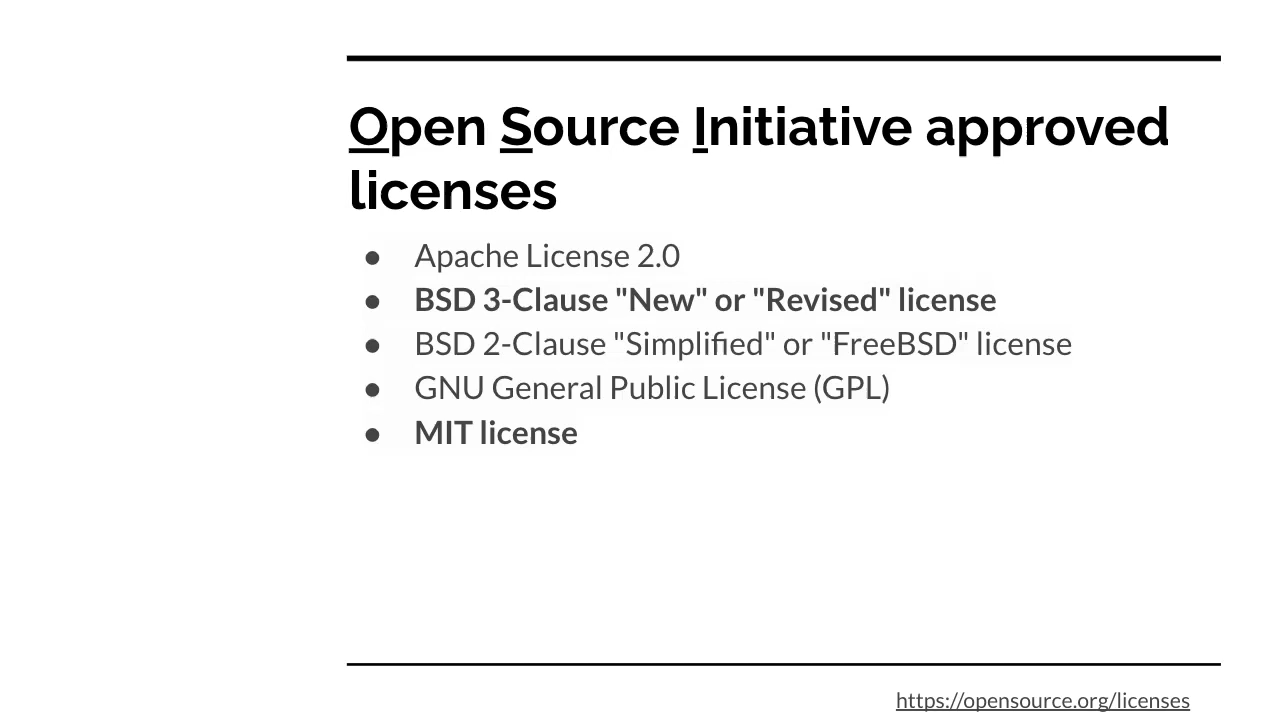 Open Source Initiative approved
licenses
● Apache License 2.0
● BSD 3-Clause "New" or "Revised" license
● BSD 2-Clause "Simplified" or "FreeBSD" license
● GNU General Public License (GPL)
● MIT license
https://opensource.org/licenses